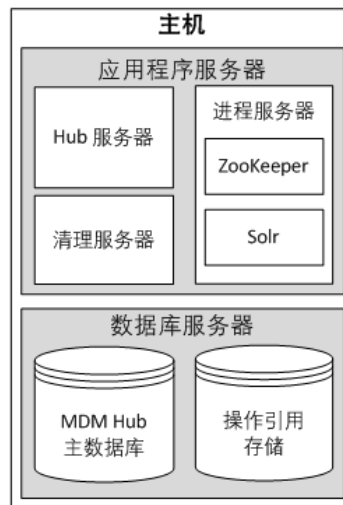 主机
应用程序服务器
Hub 服务器
清理服务器
进程服务器
ZooKeeper
Solr
数据库服务器
MDM Hub
主数据库
操作引用
存储